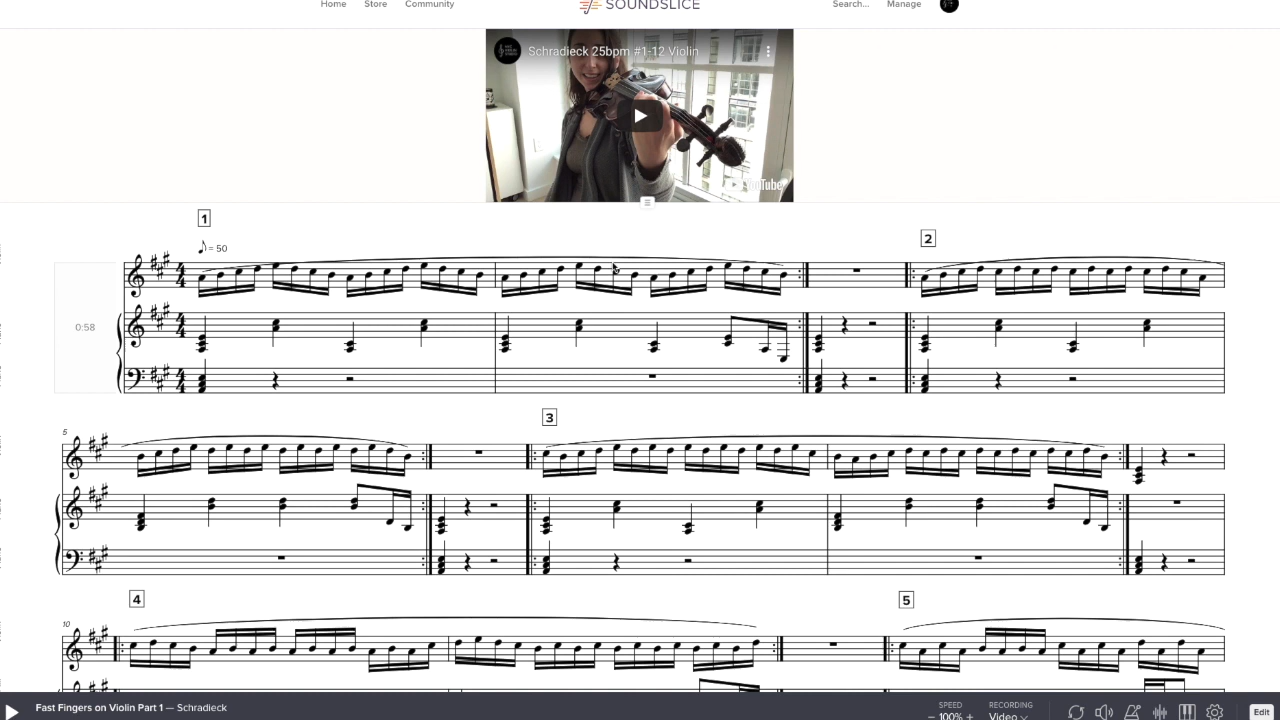 Home Store Community SOUNDSLICE Search... Manage
Schradieck 25bpm #1-12 Violin
YouTube
1
= 50
2
0:58
5
3
4
5
10
Fast Fingers on Violin Part 1 — Schradieck
SPEED
− 100% +
RECORDING
Video
Edit